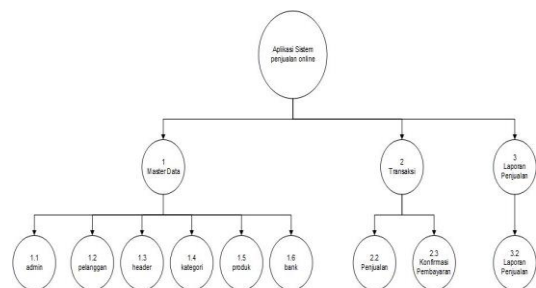 Aplikasi Sistem
penjualan online
1
Master Data
2
Transaksi
3
Laporan
Penjualan
1.1
admin
1.2
pelanggan
1.3
header
1.4
kategori
1.5
produk
1.6
bank
2.2
Penjualan
2.3
Konfirmasi
Pembayaran
3.2
Laporan
Penjualan